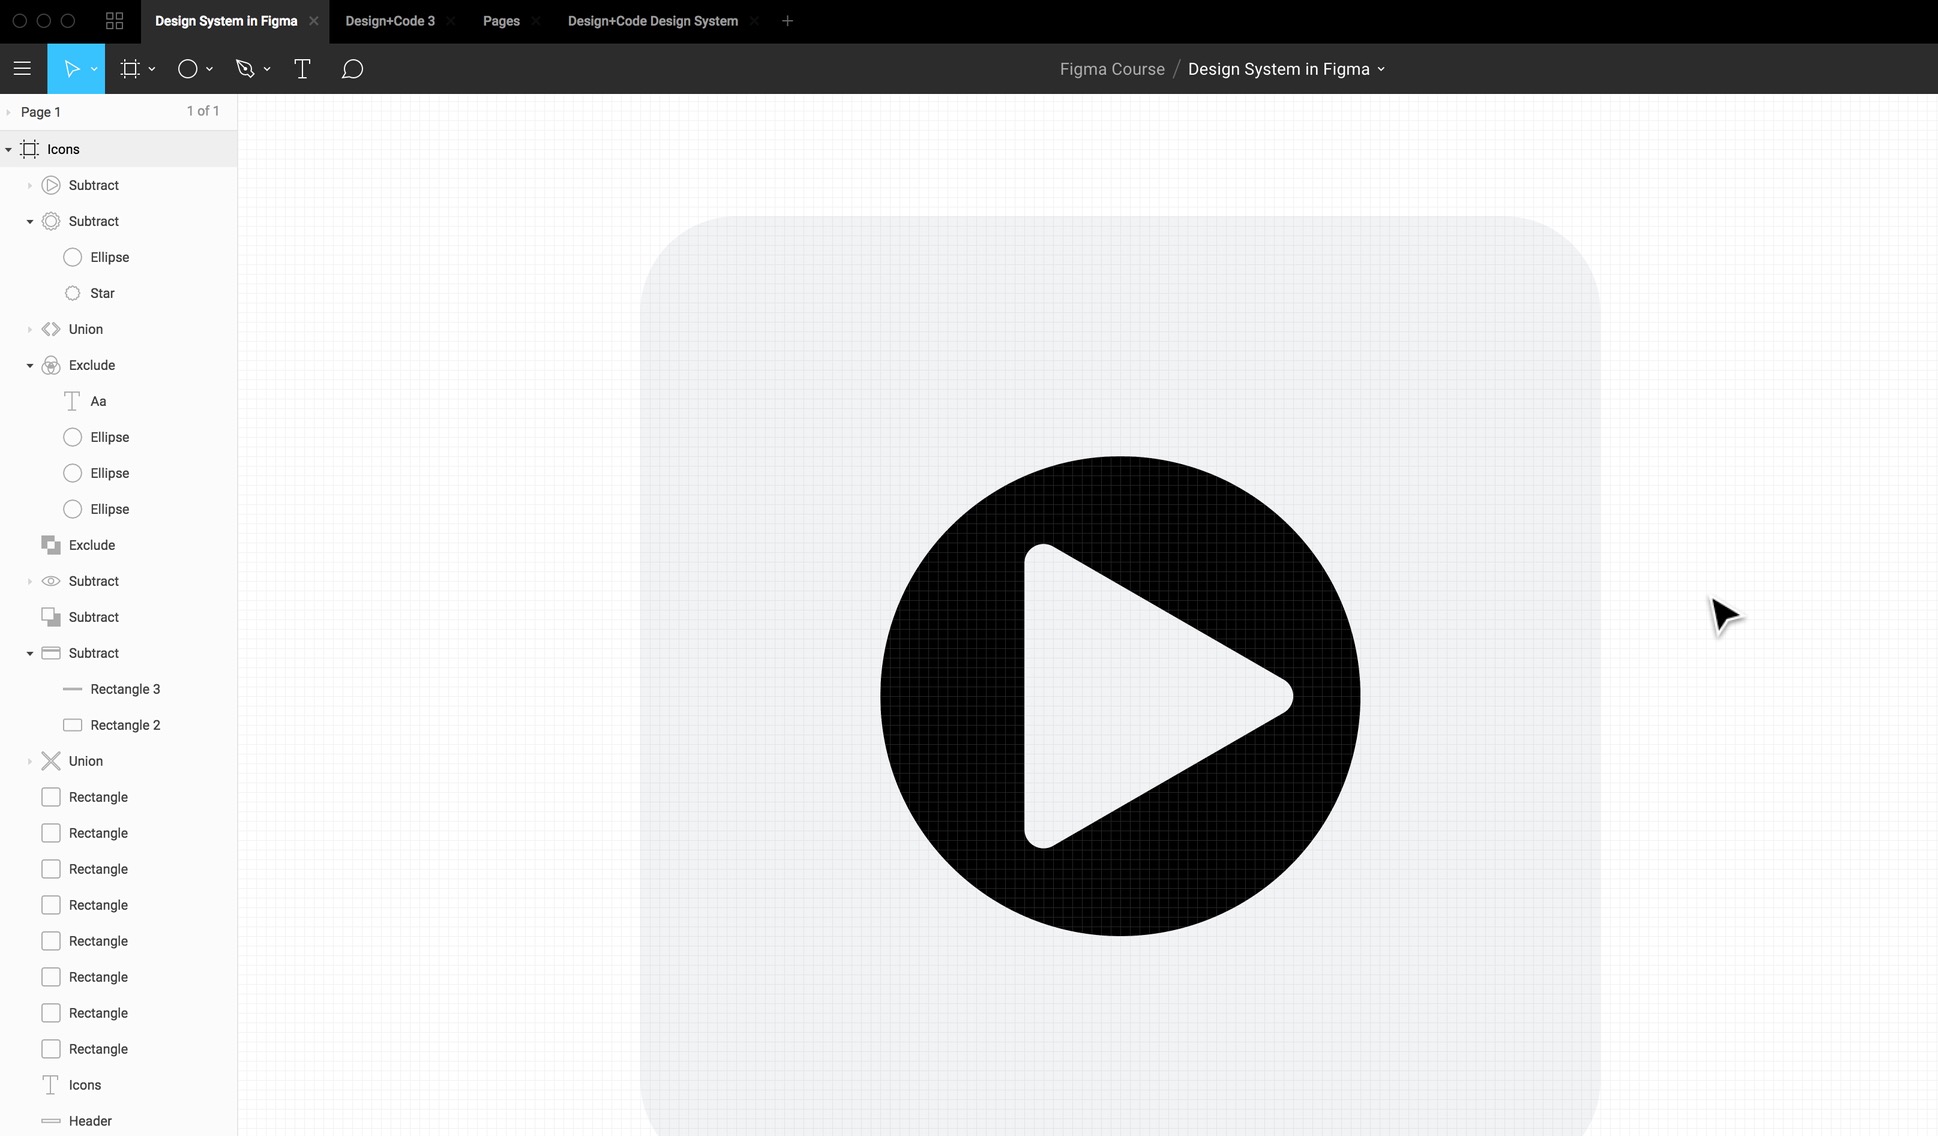 Design System in Figma
Design+Code 3
Pages
Design+Code Design System
Figma Course / Design System in Figma
Page 1
1 of 1
Icons
Subtract
Subtract
Ellipse
Star
Union
Exclude
Aa
Ellipse
Ellipse
Ellipse
Exclude
Subtract
Subtract
Subtract
Rectangle 3
Rectangle 2
Union
Rectangle
Rectangle
Rectangle
Rectangle
Rectangle
Rectangle
Rectangle
Rectangle
Icons
Header